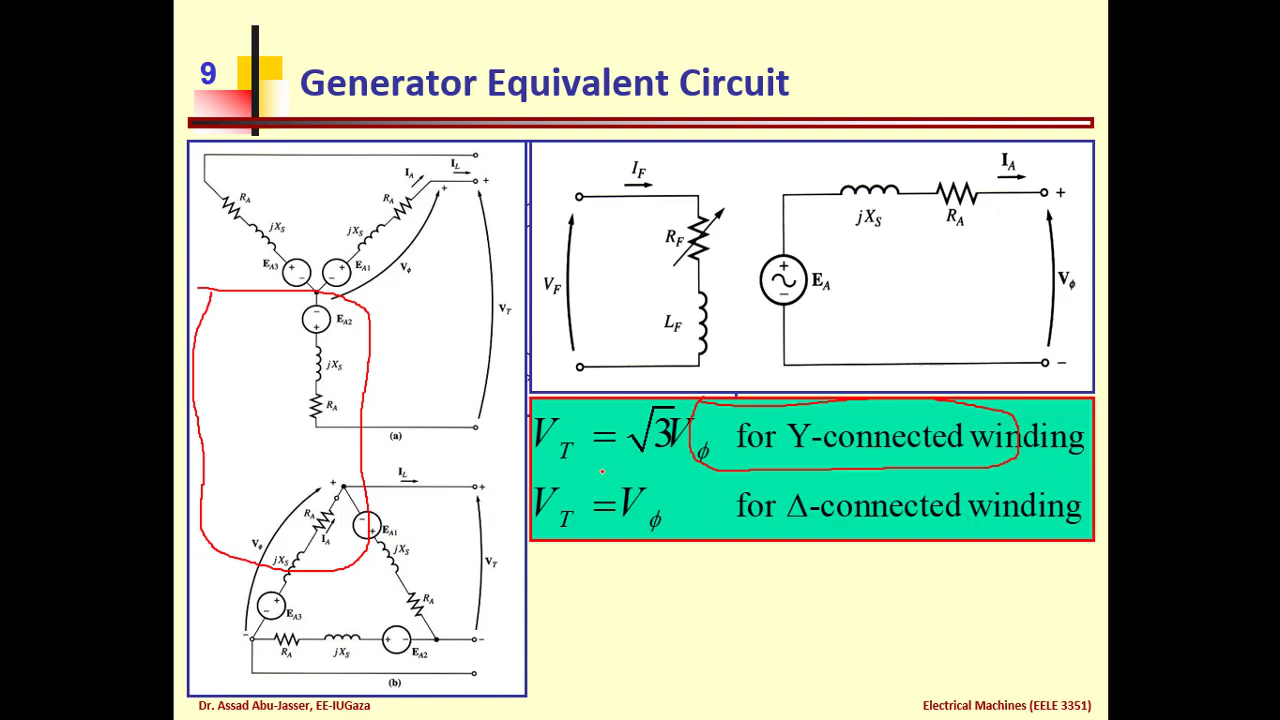 9
Generator Equivalent Circuit
I_L
I_A
+
+
R_A
R_A
jX_S
jX_S
E_A3
+
−
+
−
E_A1
V_ϕ
−
+
E_A2
V_T
jX_S
R_A
(a)
I_L
+
+
R_A
I_A
−
+
E_A1
V_ϕ
jX_S
jX_S
V_T
+
−
E_A3
R_A
−
R_A
jX_S
+
−
E_A2
−
(b)
I_F
I_A
+
jX_S
R_A
R_F
V_F
+
−
E_A
V_ϕ
L_F
−
V_T = √3V_ϕ for Y-connected winding
V_T = V_ϕ for Δ-connected winding
Dr. Assad Abu-Jasser, EE-IUGaza
Electrical Machines (EELE 3351)